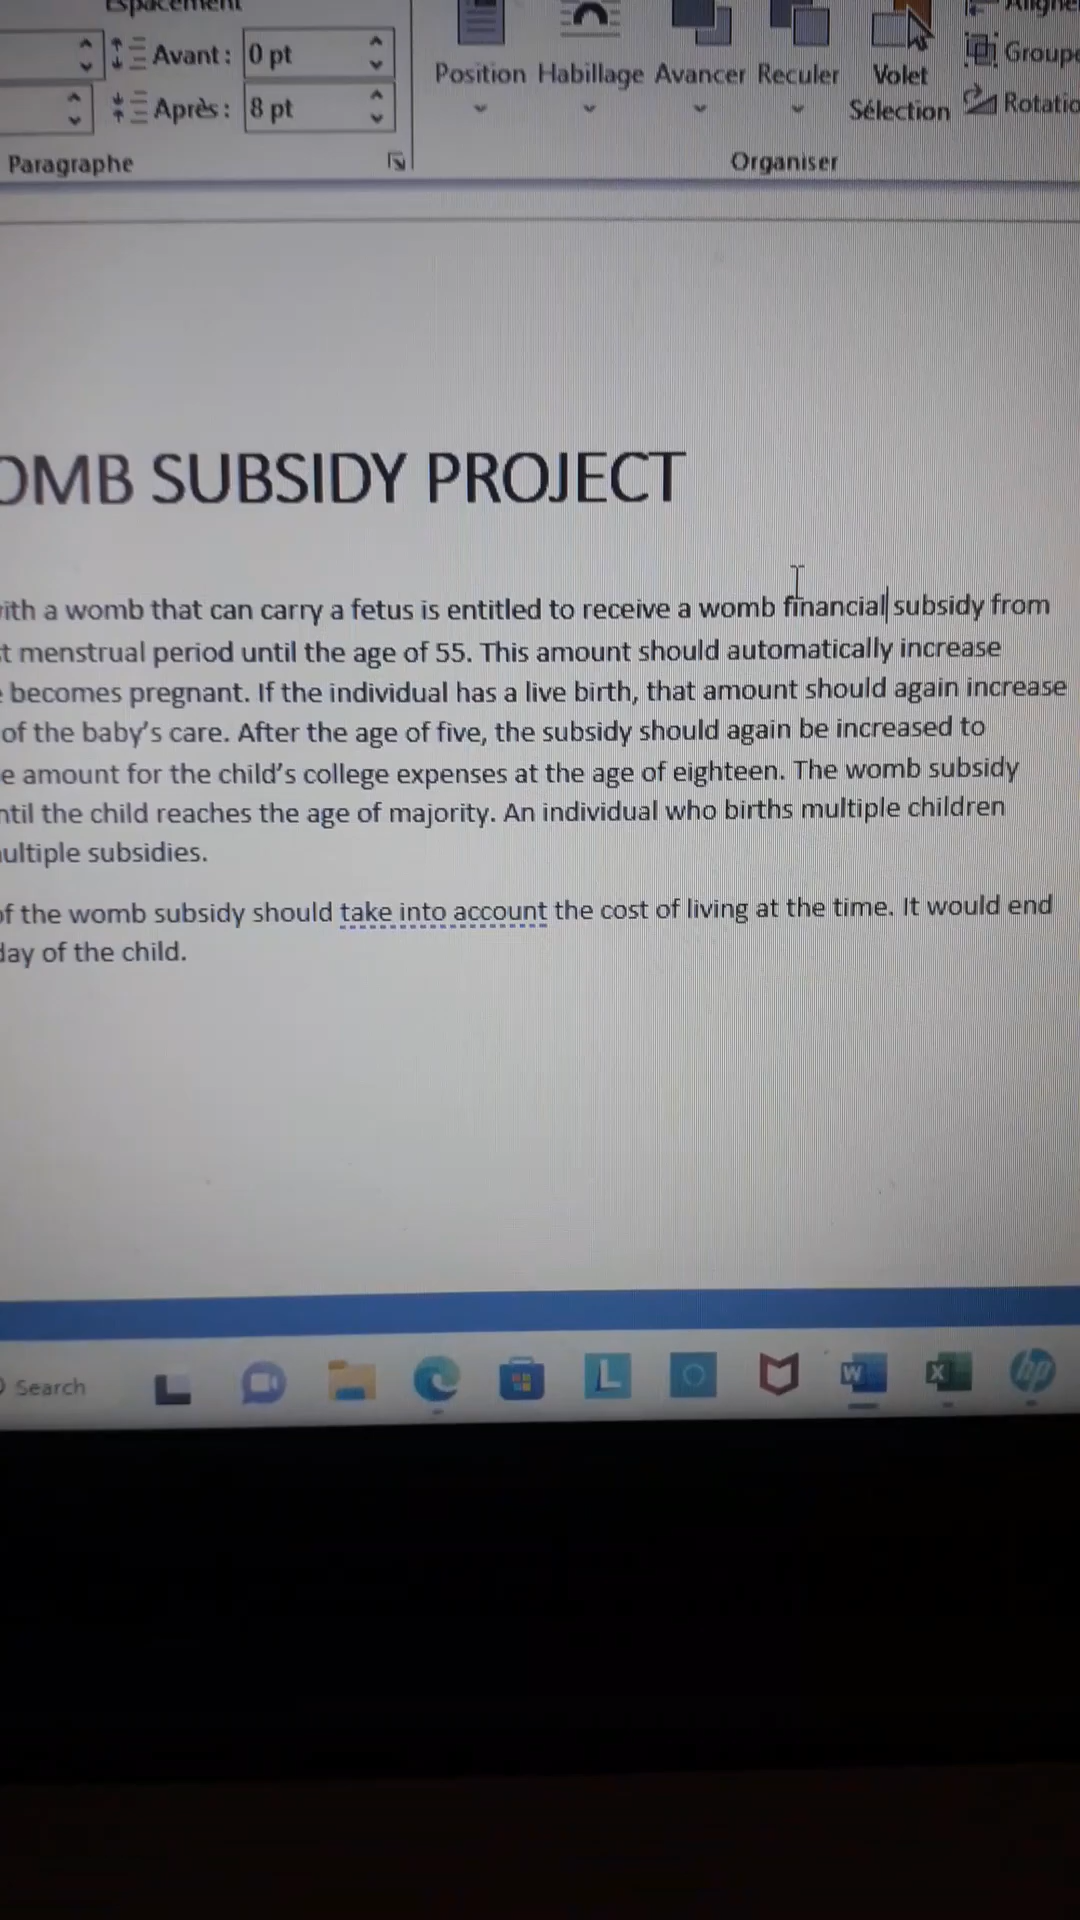 Espacement
Avant : 0 pt
Après : 8 pt
Paragraphe
Position Habillage Avancer Reculer Volet Sélection
Groupe
Rotatio
Organiser
OMB SUBSIDY PROJECT
ith a womb that can carry a fetus is entitled to receive a womb financial subsidy from
t menstrual period until the age of 55. This amount should automatically increase
e becomes pregnant. If the individual has a live birth, that amount should again increase
of the baby's care. After the age of five, the subsidy should again be increased to
e amount for the child's college expenses at the age of eighteen. The womb subsidy
ntil the child reaches the age of majority. An individual who births multiple children
ultiple subsidies.
of the womb subsidy should take into account the cost of living at the time. It would end
day of the child.
Search
L
W
X
hp